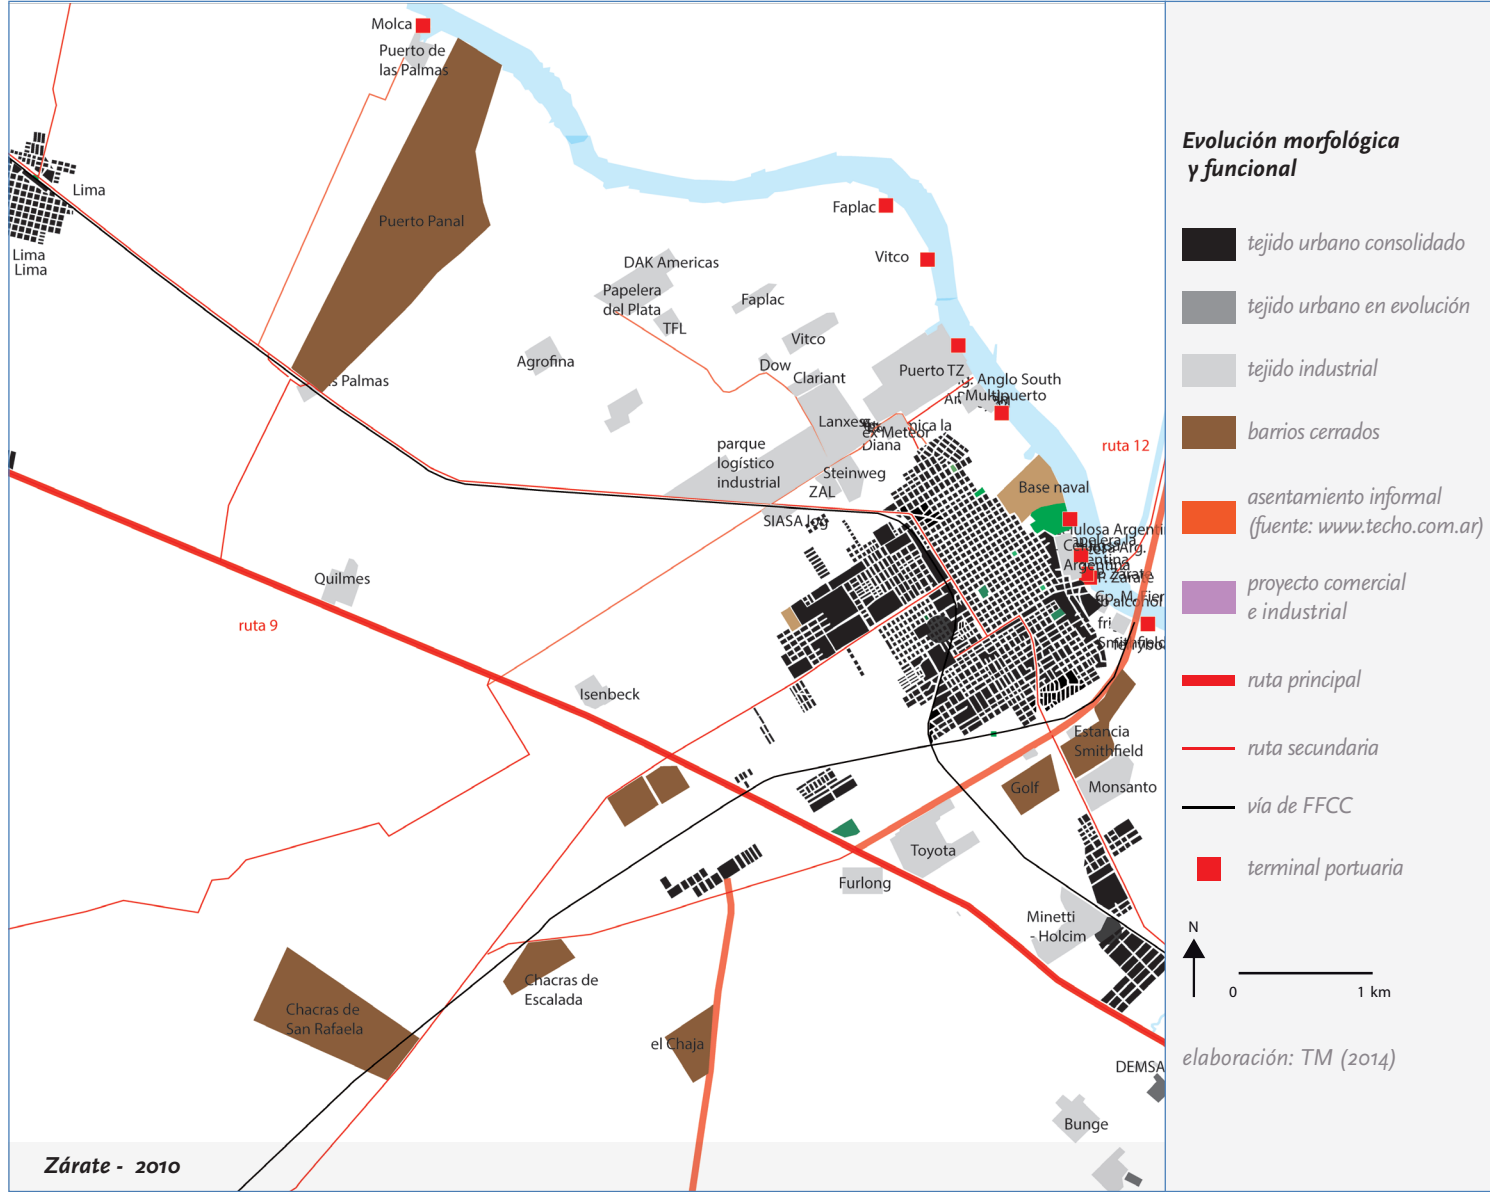 Molca
Puerto de
las Palmas
Lima
Lima
Lima
Puerto Panal
Faplac
Vitco
DAK Americas
Papelera
del Plata
TFL
Faplac
Vitco
Agrofina
Dow
Clariant
Puerto TZ
Anglo South
Multipuerto
s Palmas
Lanxess
ex Meteor
Diana
parque
logístico
industrial
Steinweg
ZAL
SIASA
ruta 12
Base naval
Argentina
P. Zárate
Quilmes
ruta 9
Isenbeck
Estancia
Smithfield
Golf
Monsanto
Toyota
Furlong
Minetti
- Holcim
Chacras de
Escalada
Chacras de
San Rafaela
el Chaja
DEMSA
Bunge
Zárate - 2010
Evolución morfológica
y funcional
tejido urbano consolidado
tejido urbano en evolución
tejido industrial
barrios cerrados
asentamiento informal
(fuente: www.techo.com.ar)
proyecto comercial
e industrial
ruta principal
ruta secundaria
vía de FFCC
terminal portuaria
N
0 1 km
elaboración: TM (2014)